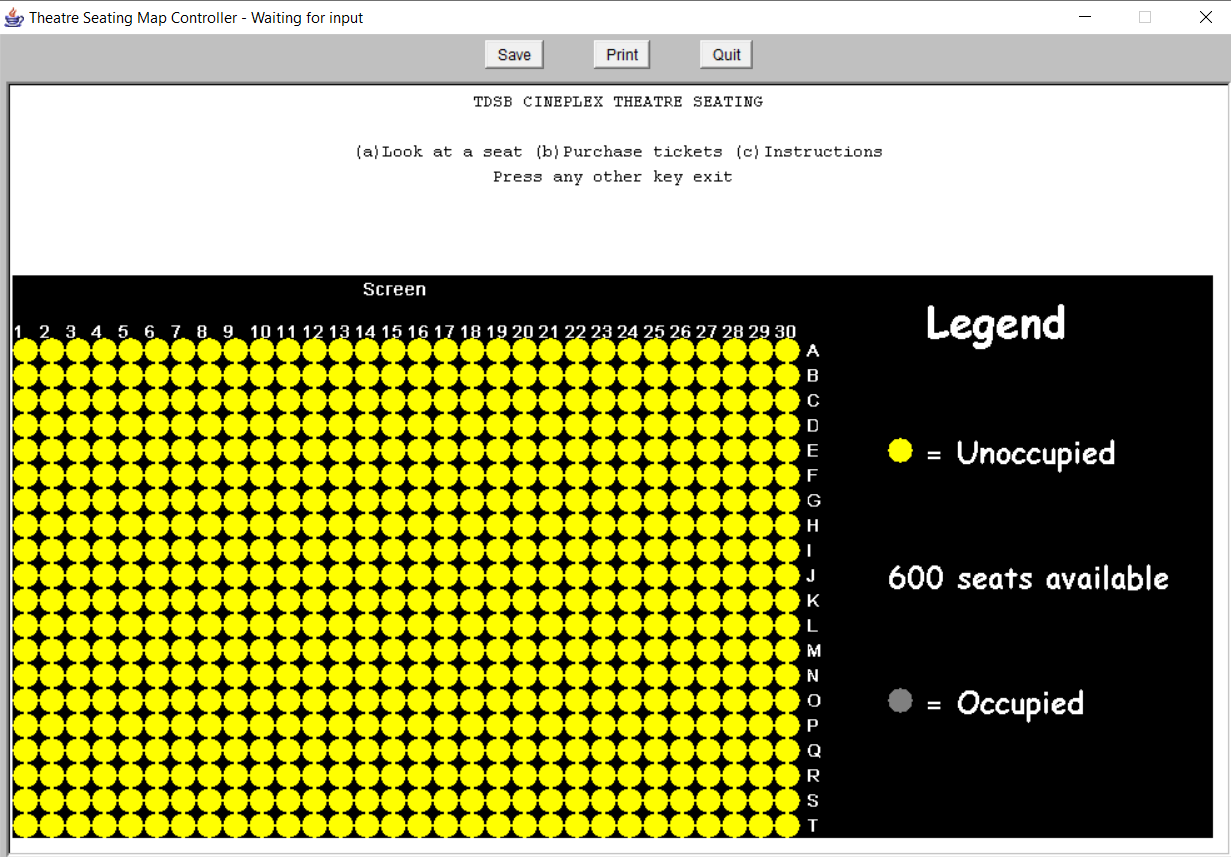 Theatre Seating Map Controller - Waiting for input
Save Print Quit
TDSB CINEPLEX THEATRE SEATING
(a)Look at a seat (b)Purchase tickets (c)Instructions
Press any other key exit
Screen
Legend
1 2 3 4 5 6 7 8 9 10 11 12 13 14 15 16 17 18 19 20 21 22 23 24 25 26 27 28 29 30
A
B
C
D
E
= Unoccupied
F
G
H
I
J
600 seats available
K
L
M
N
O
= Occupied
P
Q
R
S
T